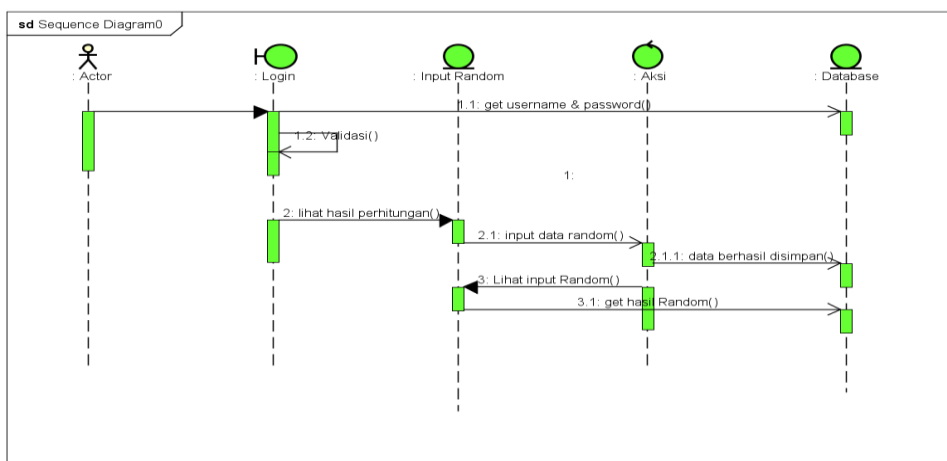 sd Sequence Diagram0
: Actor
: Login
: Input Random
: Aksi
: Database
1.1: get username & password()
1.2: Validasi()
1:
2: lihat hasil perhitungan()
2.1: input data random()
2.1.1: data berhasil disimpan()
3: Lihat input Random()
3.1: get hasil Random()